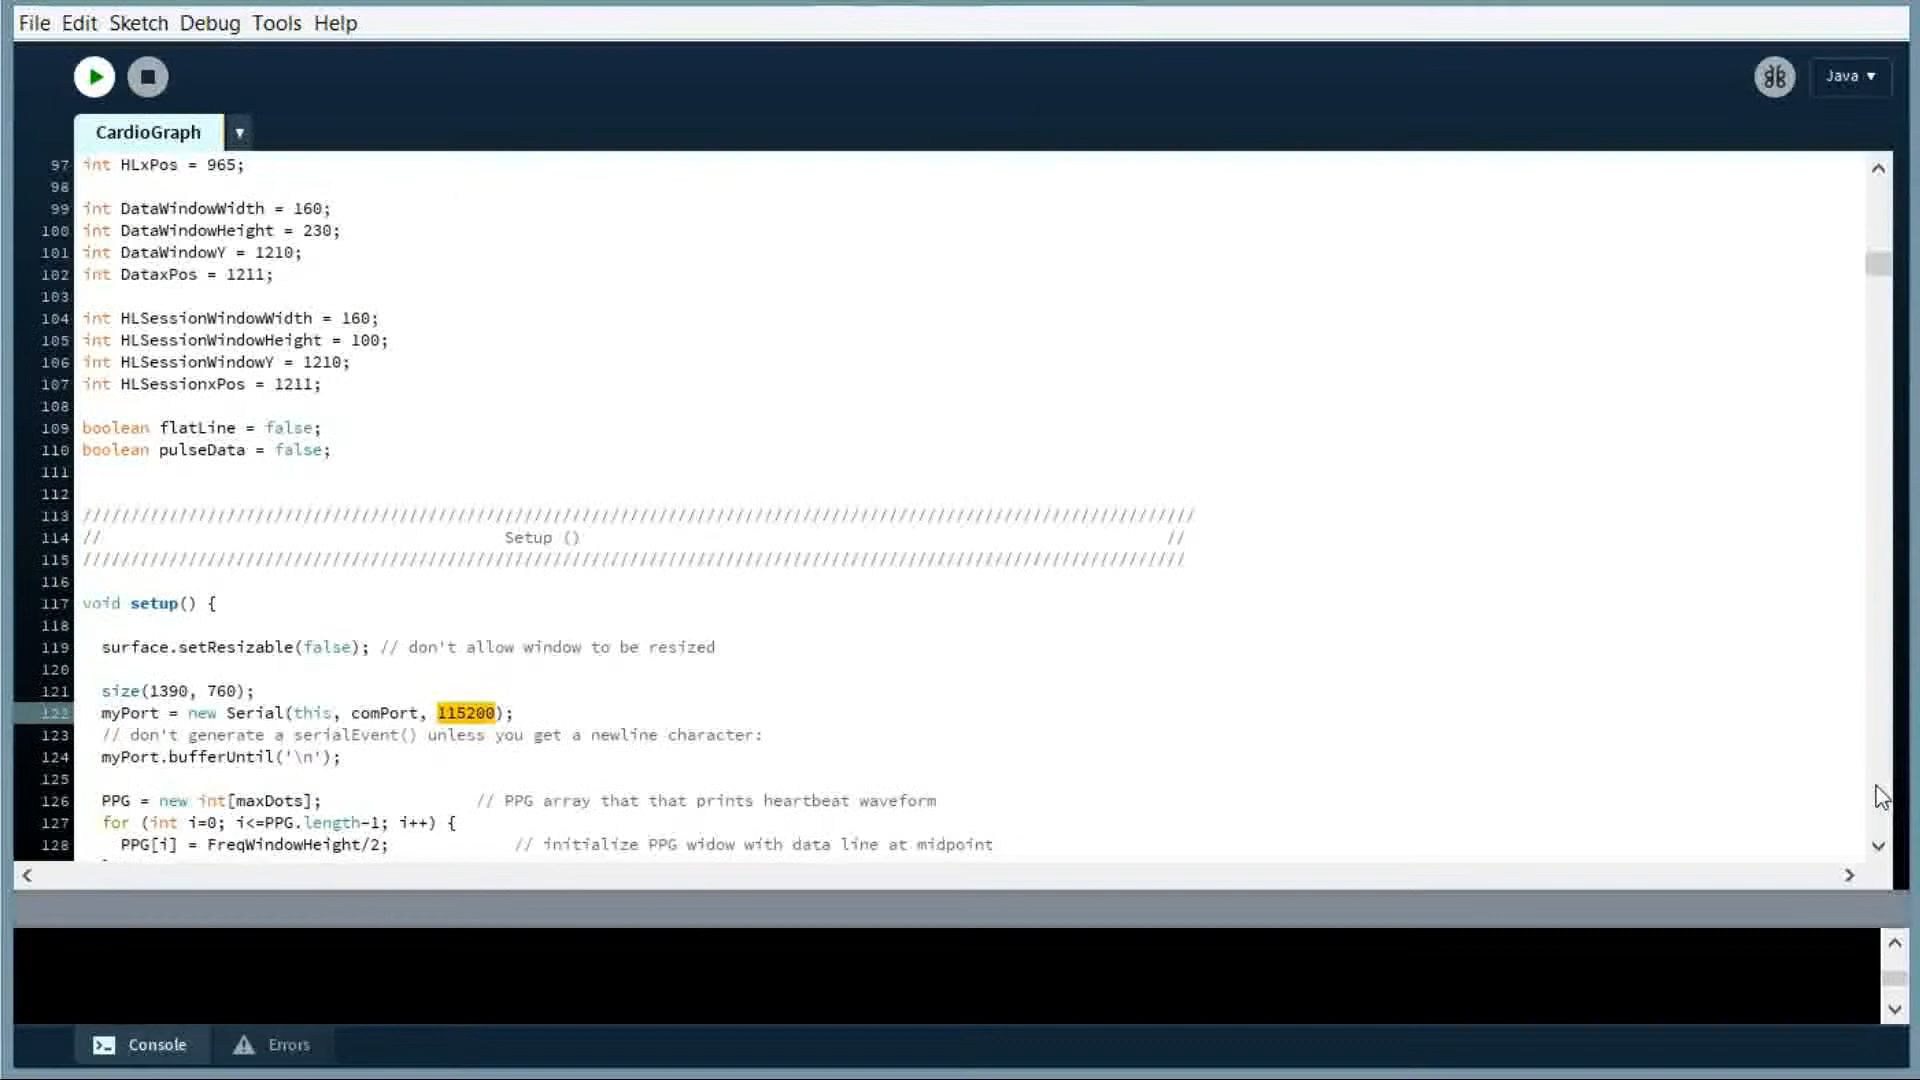 File Edit Sketch Debug Tools Help
Java ▼
CardioGraph ▼
97 int HLxPos = 965;
98
99 int DataWindowWidth = 160;
100 int DataWindowHeight = 230;
101 int DataWindowY = 1210;
102 int DataxPos = 1211;
103
104 int HLSessionWindowWidth = 160;
105 int HLSessionWindowHeight = 100;
106 int HLSessionWindowY = 1210;
107 int HLSessionxPos = 1211;
108
109 boolean flatLine = false;
110 boolean pulseData = false;
111
112
113 ////////////////////////////////////////////////////////////////////////////////////////////////////////////////////
114 // Setup () //
115 ///////////////////////////////////////////////////////////////////////////////////////////////////////////////////
116
117 void setup() {
118
119 surface.setResizable(false); // don't allow window to be resized
120
121 size(1390, 760);
122 myPort = new Serial(this, comPort, 115200);
123 // don't generate a serialEvent() unless you get a newline character:
124 myPort.bufferUntil('\n');
125
126 PPG = new int[maxDots]; // PPG array that that prints heartbeat waveform
127 for (int i=0; i<=PPG.length-1; i++) {
128 PPG[i] = FreqWindowHeight/2; // initialize PPG widow with data line at midpoint
Console Errors